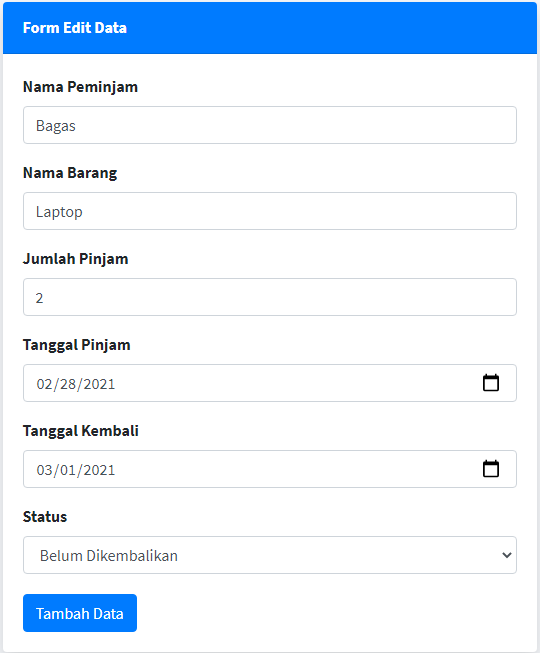 Form Edit Data
Nama Peminjam
Bagas
Nama Barang
Laptop
Jumlah Pinjam
2
Tanggal Pinjam
02/28/2021
Tanggal Kembali
03/01/2021
Status
Belum Dikembalikan
Tambah Data